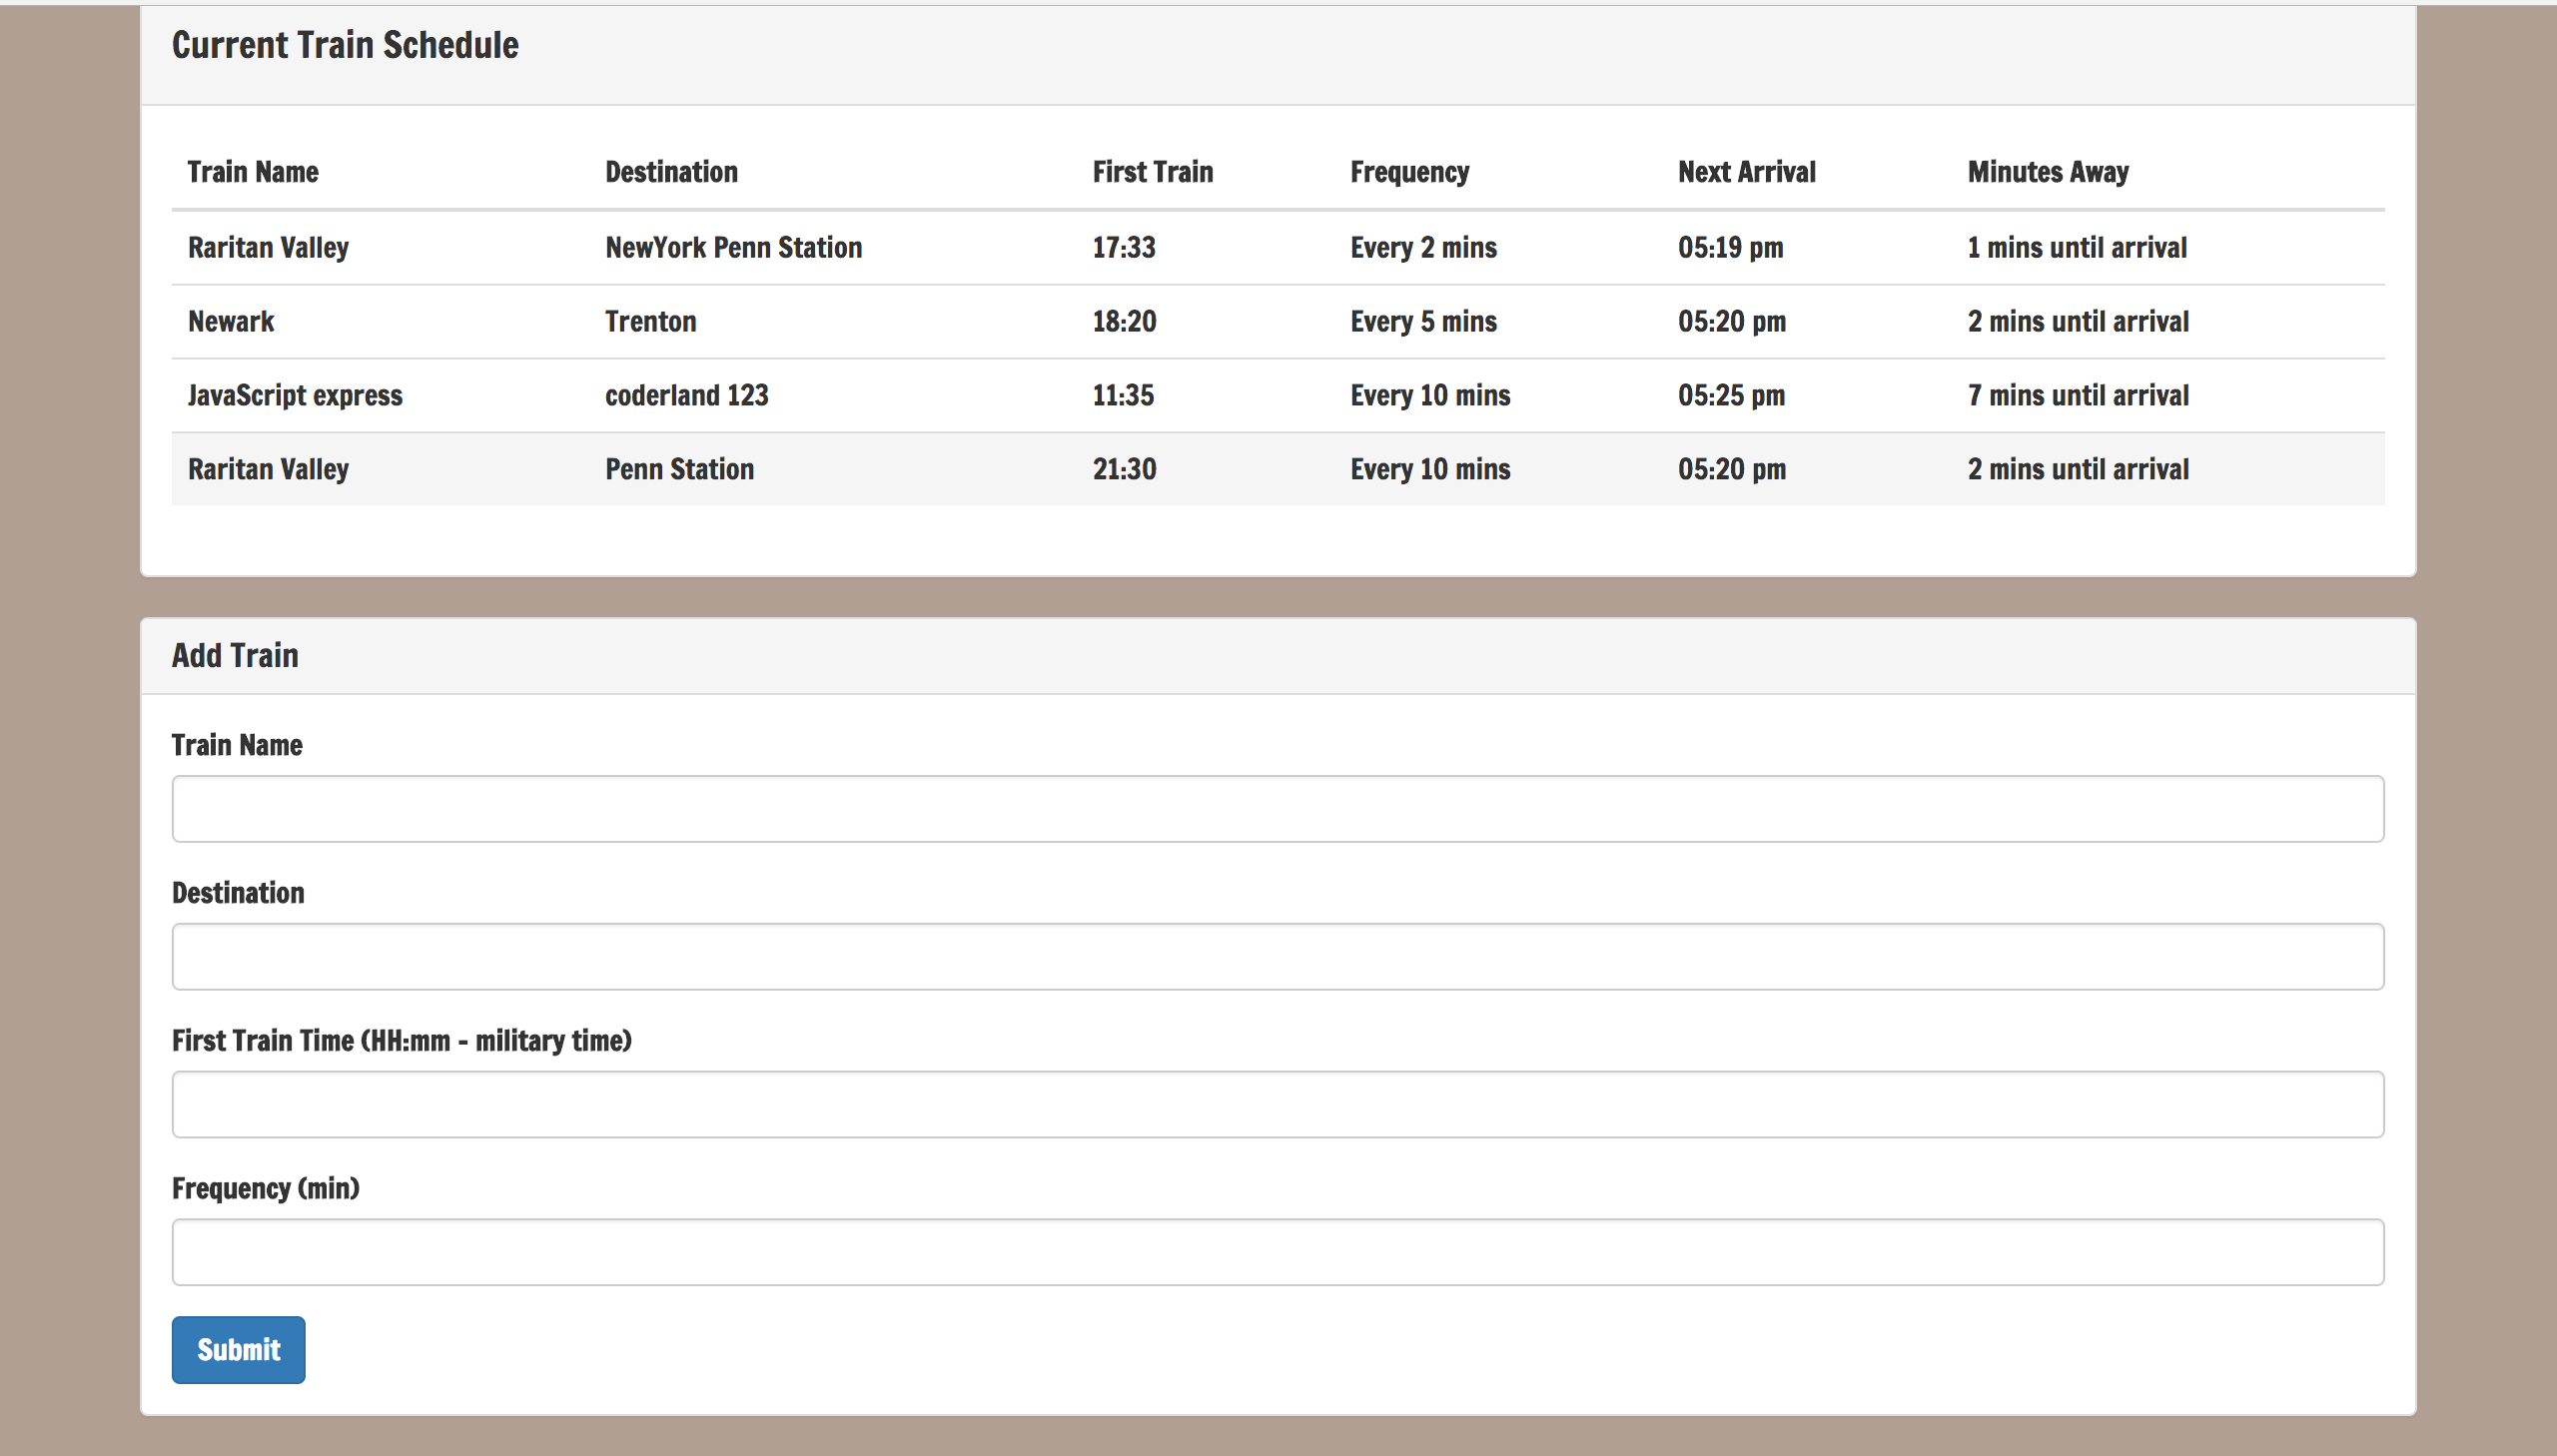 Current Train Schedule
Train Name Destination First Train Frequency Next Arrival Minutes Away
Raritan Valley NewYork Penn Station 17:33 Every 2 mins 05:19 pm 1 mins until arrival
Newark Trenton 18:20 Every 5 mins 05:20 pm 2 mins until arrival
JavaScript express coderland 123 11:35 Every 10 mins 05:25 pm 7 mins until arrival
Raritan Valley Penn Station 21:30 Every 10 mins 05:20 pm 2 mins until arrival
Add Train
Train Name
Destination
First Train Time (HH:mm - military time)
Frequency (min)
Submit